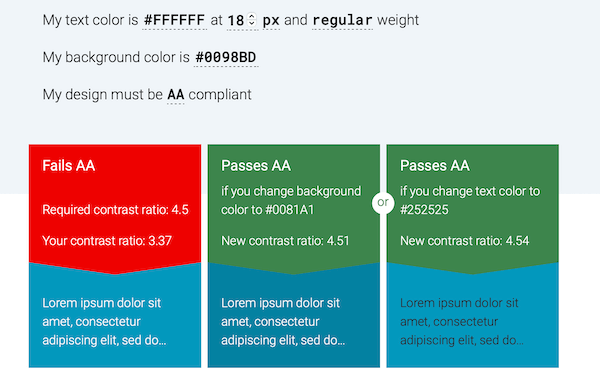 My text color is #FFFFFF at 18 px and regular weight
My background color is #0098BD
My design must be AA compliant
Fails AA
Required contrast ratio: 4.5
Your contrast ratio: 3.37
Lorem ipsum dolor sit
amet, consectetur
adipiscing elit, sed do...
Passes AA
if you change background
color to #0081A1
New contrast ratio: 4.51
Lorem ipsum dolor sit
amet, consectetur
adipiscing elit, sed do...
or
Passes AA
if you change text color to
#252525
New contrast ratio: 4.54
Lorem ipsum dolor sit
amet, consectetur
adipiscing elit, sed do...